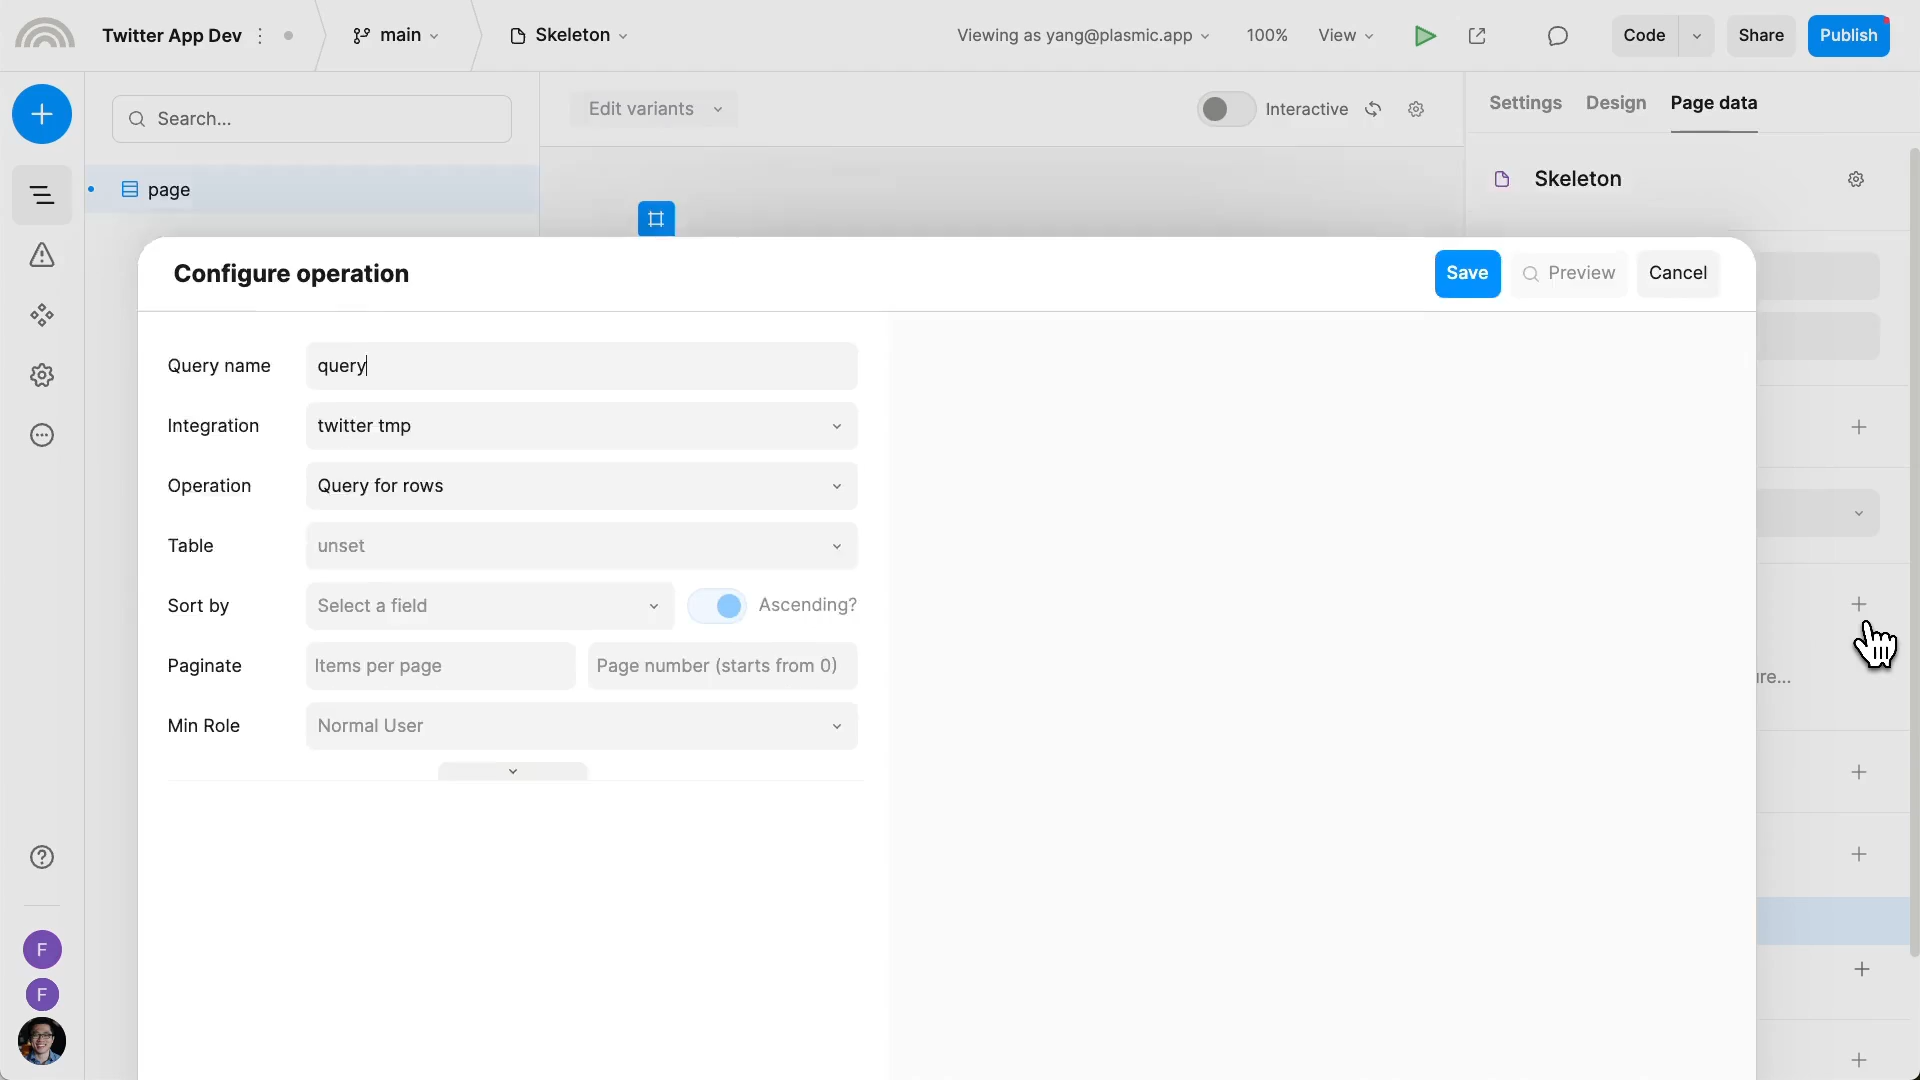 Twitter App Dev
main
Skeleton
Viewing as yang@plasmic.app
100%
View
Code
Share
Publish
Search...
Edit variants
Interactive
Settings
Design
Page data
page
Skeleton
Configure operation
Save
Preview
Cancel
Query name
query
Integration
twitter tmp
Operation
Query for rows
Table
unset
Sort by
Select a field
Ascending?
Paginate
Items per page
Page number (starts from 0)
Min Role
Normal User
F
F